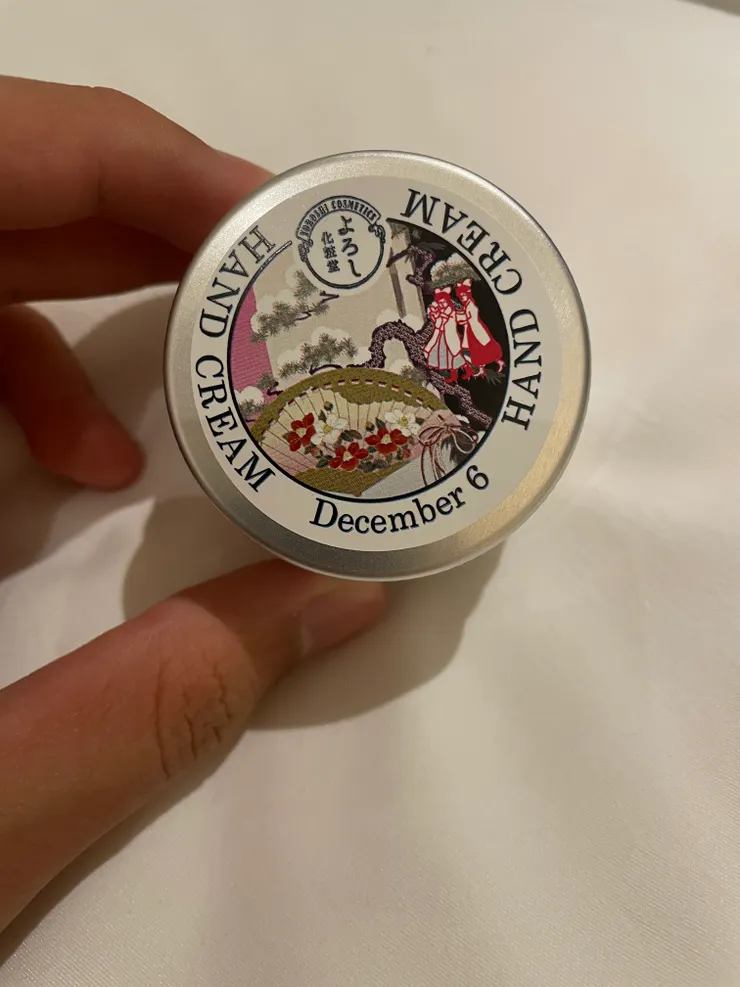 YOROSHI COSMETICS
よろし
化粧堂
HAND CREAM
HAND CREAM
December 6